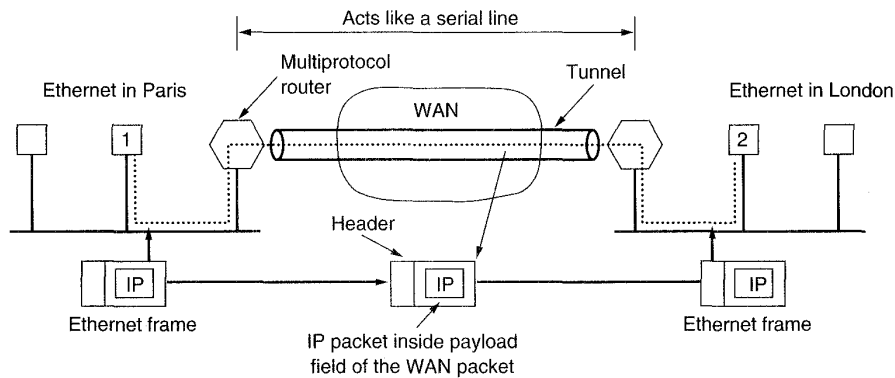 Acts like a serial line
Multiprotocol
router
Tunnel
Ethernet in Paris
WAN
Ethernet in London
1
2
Header
IP
IP
IP
Ethernet frame
Ethernet frame
IP packet inside payload
field of the WAN packet